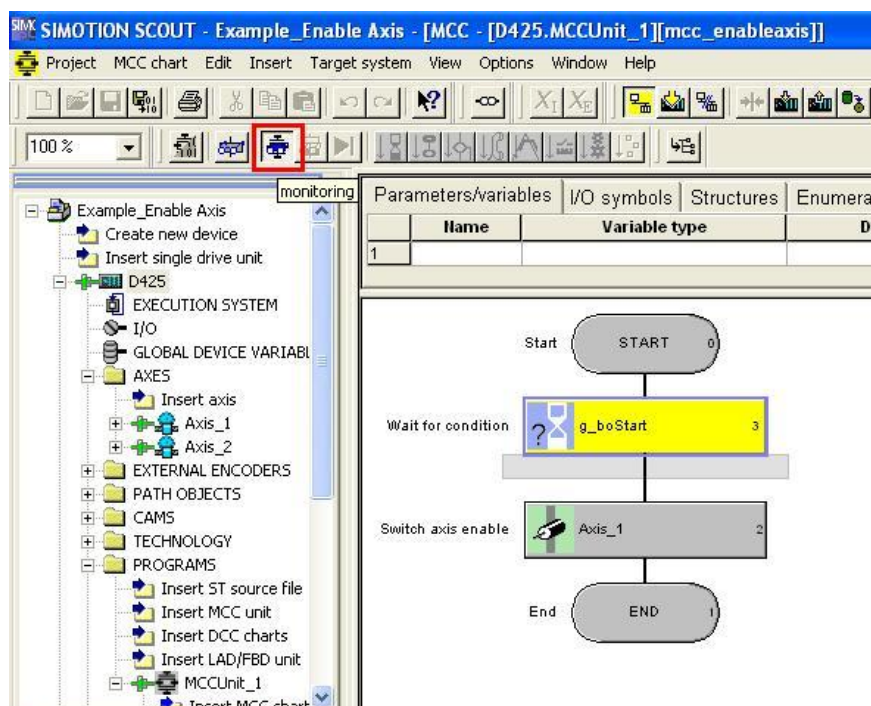 SIMOTION SCOUT - Example_Enable Axis - [MCC - [D425.MCCUnit_1][mcc_enableaxis]]
Project MCC chart Edit Insert Target system View Options Window Help
100 %
monitoring
Example_Enable Axis
Create new device
Insert single drive unit
D425
EXECUTION SYSTEM
I/O
GLOBAL DEVICE VARIABL
AXES
Insert axis
Axis_1
Axis_2
EXTERNAL ENCODERS
PATH OBJECTS
CAMS
TECHNOLOGY
PROGRAMS
Insert ST source file
Insert MCC unit
Insert DCC charts
Insert LAD/FBD unit
MCCUnit_1
Insert MCC chart
Parameters/variables I/O symbols Structures Enumera
Name Variable type D
1
Start START 0
Wait for condition ? g_boStart 3
Switch axis enable Axis_1 2
End END 1